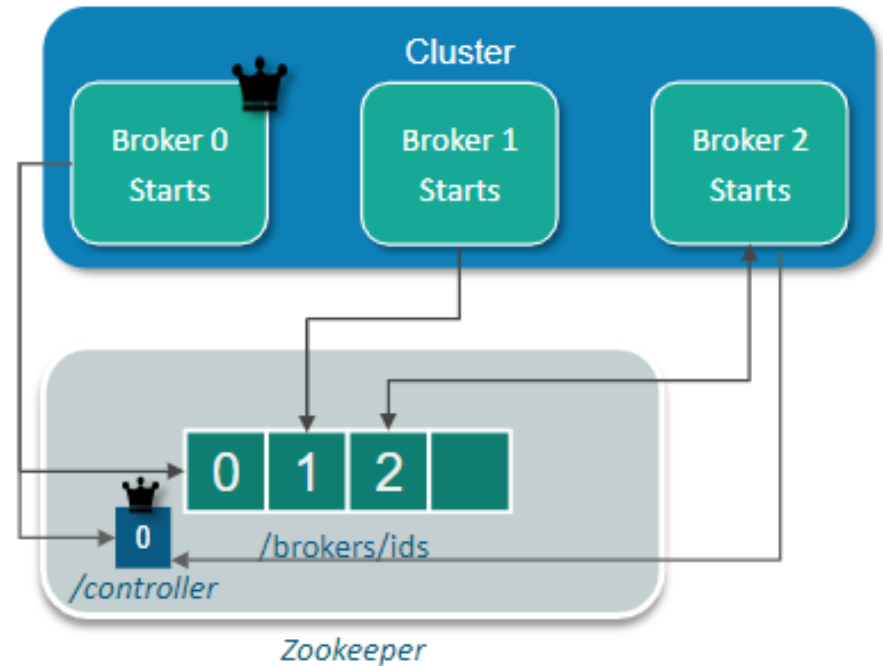 Cluster
Broker 0
Starts
Broker 1
Starts
Broker 2
Starts
0
1
2
0
/brokers/ids
/controller
Zookeeper